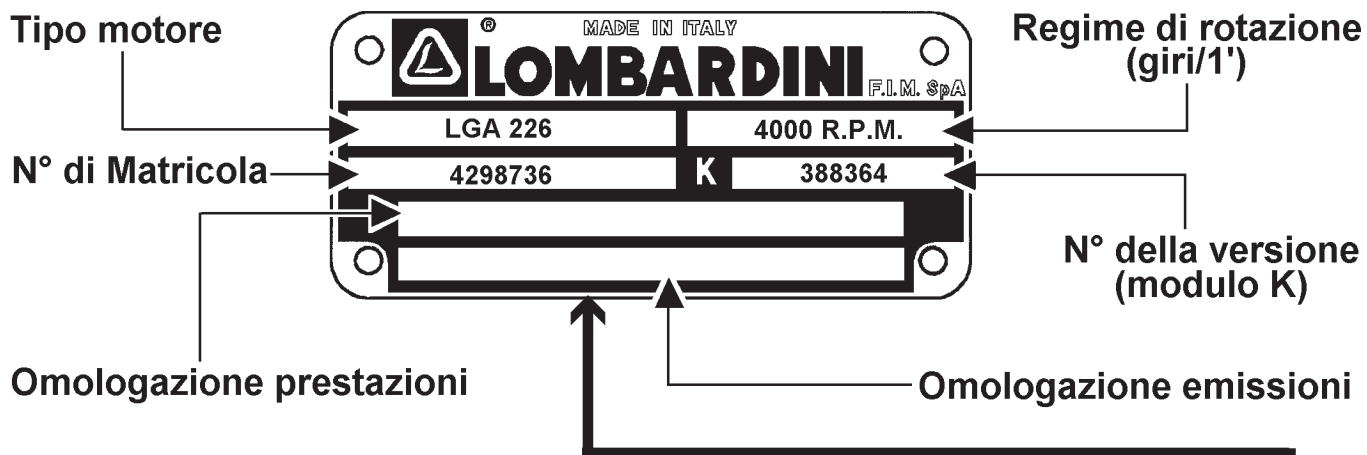 Tipo motore
® MADE IN ITALY
LOMBARDINI F.I.M. SpA
Regime di rotazione
(giri/1')
LGA 226 4000 R.P.M.
N° di Matricola
4298736 K 388364
N° della versione
(modulo K)
Omologazione prestazioni
Omologazione emissioni